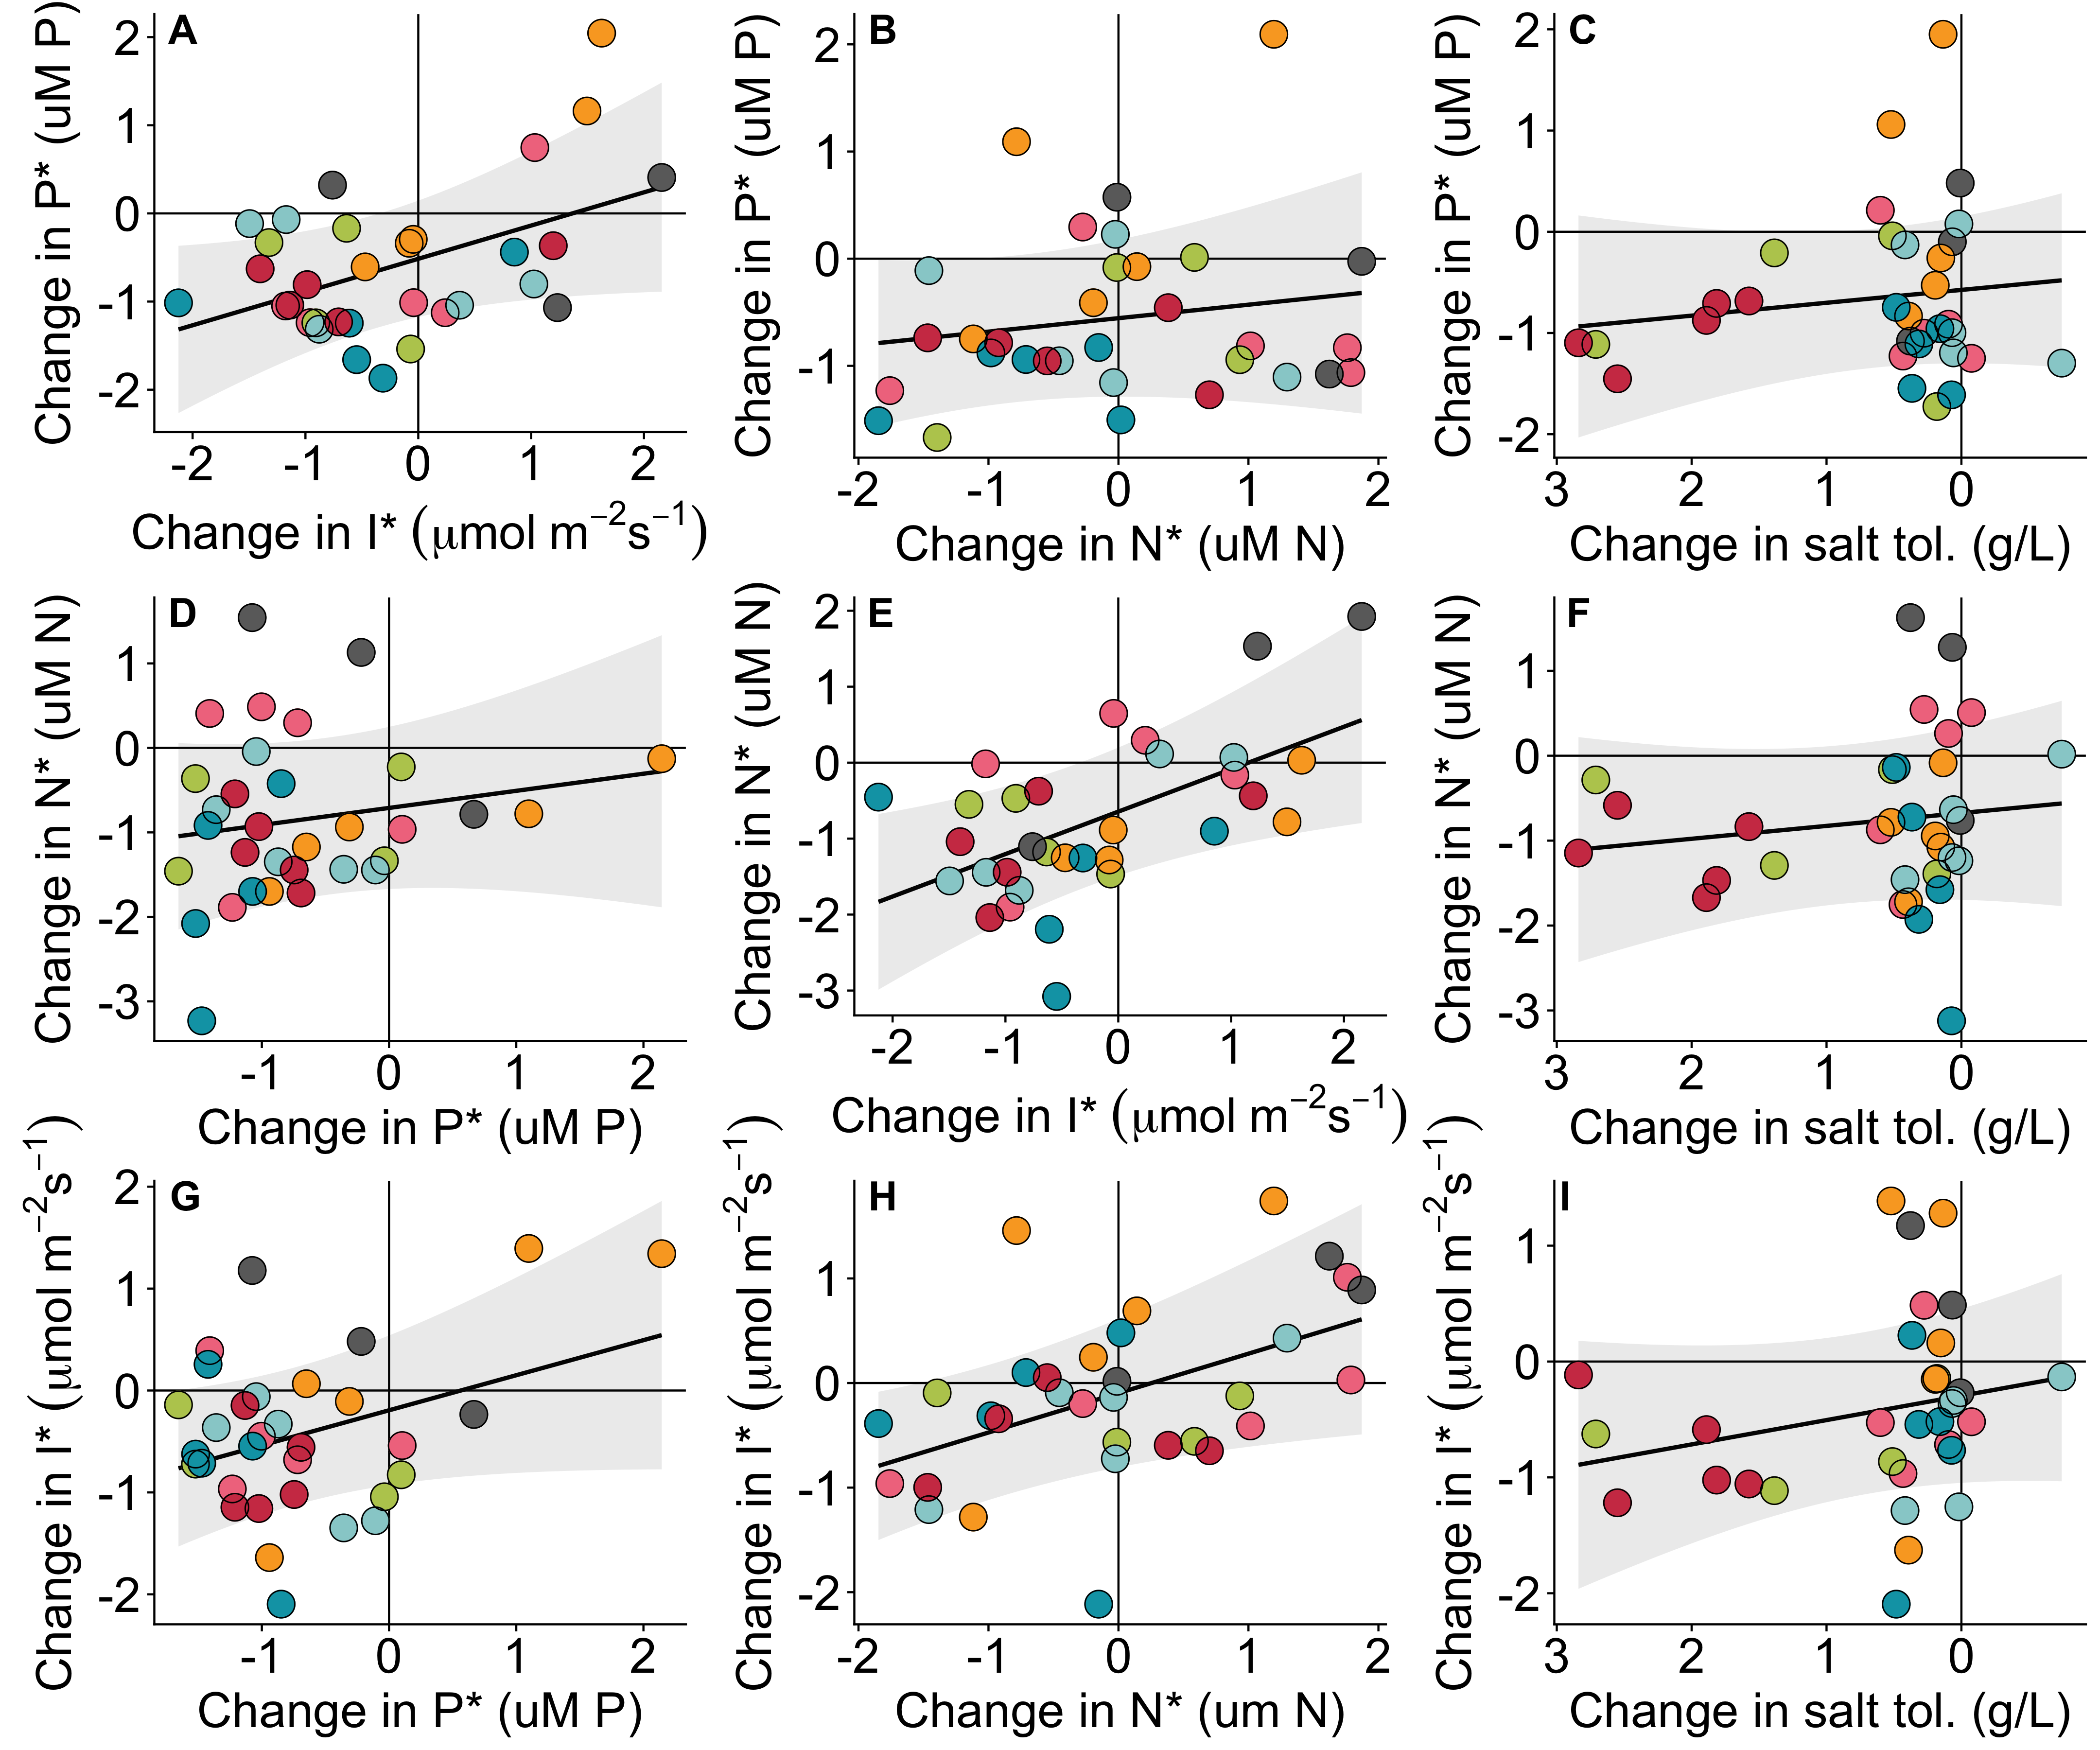 A
Change in P* (uM P)
2
1
0
-1
-2
-2 -1 0 1 2
Change in I* (μmol m−2s−1)
B
Change in P* (uM P)
2
1
0
-1
-2 -1 0 1 2
Change in N* (uM N)
C
Change in P* (uM P)
2
1
0
-1
-2
3 2 1 0
Change in salt tol. (g/L)
D
Change in N* (uM N)
1
0
-1
-2
-3
-1 0 1 2
Change in P* (uM P)
E
Change in N* (uM N)
2
1
0
-1
-2
-3
-2 -1 0 1 2
Change in I* (μmol m−2s−1)
F
Change in N* (uM N)
1
0
-1
-2
-3
3 2 1 0
Change in salt tol. (g/L)
G
Change in I* (μmol m−2s−1)
2
1
0
-1
-2
-1 0 1 2
Change in P* (uM P)
H
Change in I* (μmol m−2s−1)
1
0
-1
-2
-2 -1 0 1 2
Change in N* (um N)
I
Change in I* (μmol m−2s−1)
1
0
-1
-2
3 2 1 0
Change in salt tol. (g/L)